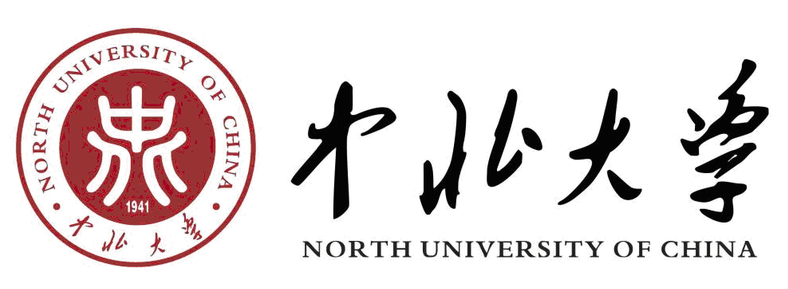 NORTH UNIVERSITY OF CHINA
1941
中北大学
中北大学
NORTH UNIVERSITY OF CHINA